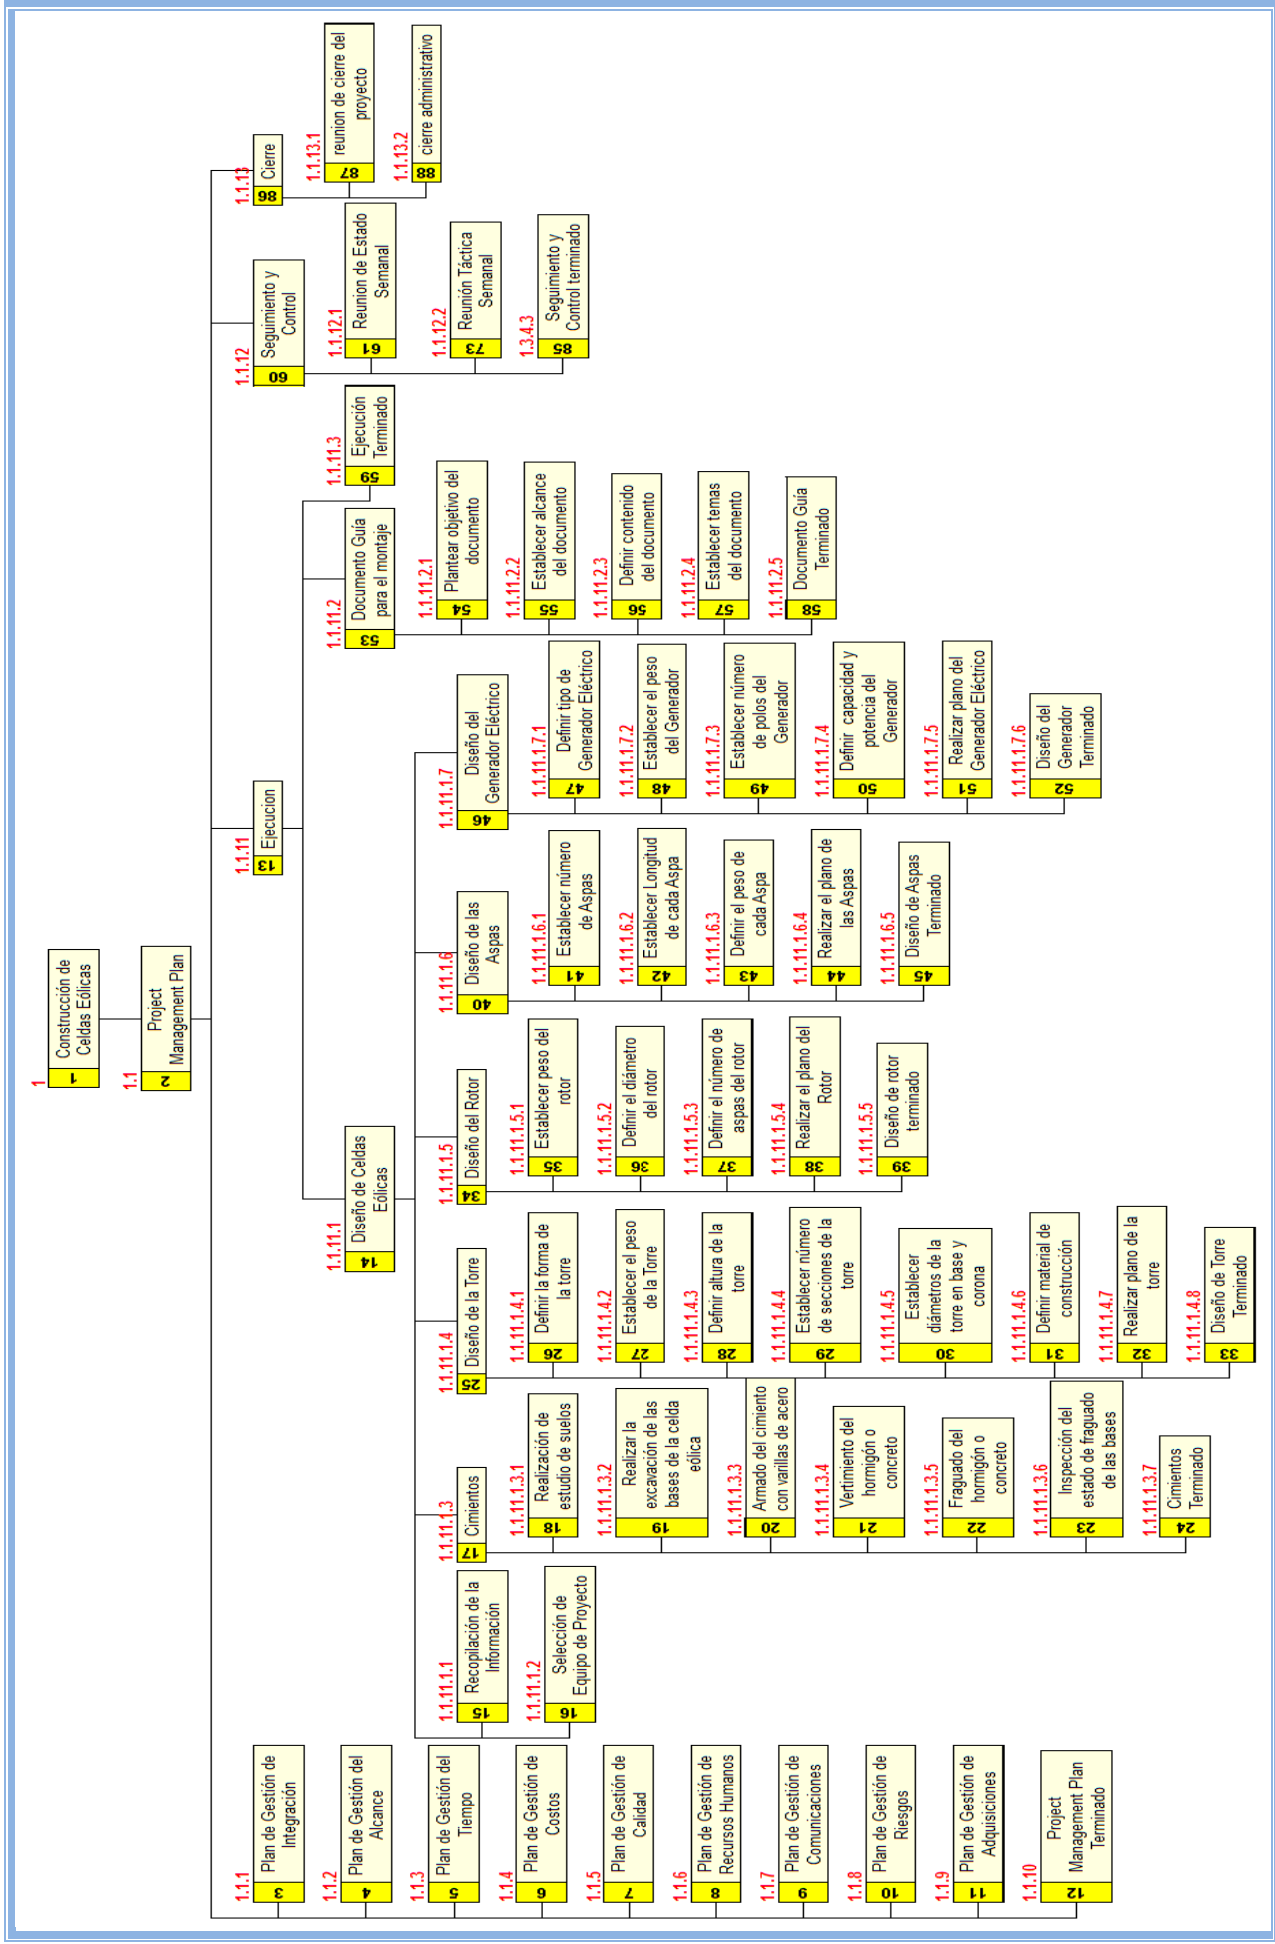 1
1
Construcción de
Celdas Eólicas
1.1
2
Project
Management Plan
1.1.1
3
Plan de Gestión de
Integración
1.1.2
4
Plan de Gestión del
Alcance
1.1.3
5
Plan de Gestión del
Tiempo
1.1.4
6
Plan de Gestión de
Costos
1.1.5
7
Plan de Gestión de
Calidad
1.1.6
8
Plan de Gestión de
Recursos Humanos
1.1.7
9
Plan de Gestión de
Comunicaciones
1.1.8
10
Plan de Gestión de
Riesgos
1.1.9
11
Plan de Gestión de
Adquisiciones
1.1.10
12
Project
Management Plan
Terminado
1.1.11
13
Ejecucion
1.1.11.1
14
Diseño de Celdas
Eólicas
1.1.11.1.1
15
Recopilación de la
Información
1.1.11.1.2
16
Selección de
Equipo de Proyecto
1.1.11.1.3
17
Cimientos
1.1.11.1.3.1
18
Realización de
estudio de suelos
1.1.11.1.3.2
19
Realizar la
excavación de las
bases de la celda
eólica
1.1.11.1.3.3
20
Armado del cimiento
con varillas de acero
1.1.11.1.3.4
21
Vertimiento del
hormigón o
concreto
1.1.11.1.3.5
22
Fraguado del
hormigón o
concreto
1.1.11.1.3.6
23
Inspección del
estado de fraguado
de las bases
1.1.11.1.3.7
24
Cimientos
Terminado
1.1.11.1.4
25
Diseño de la Torre
1.1.11.1.4.1
26
Definir la forma de
la torre
1.1.11.1.4.2
27
Establecer el peso
de la Torre
1.1.11.1.4.3
28
Definir altura de la
torre
1.1.11.1.4.4
29
Establecer número
de secciones de la
torre
1.1.11.1.4.5
30
Establecer
diámetros de la
torre en base y
corona
1.1.11.1.4.6
31
Definir material de
construcción
1.1.11.1.4.7
32
Realizar plano de la
torre
1.1.11.1.4.8
33
Diseño de Torre
Terminado
1.1.11.1.5
34
Diseño del Rotor
1.1.11.1.5.1
35
Establecer peso del
rotor
1.1.11.1.5.2
36
Definir el diámetro
del rotor
1.1.11.1.5.3
37
Definir el número de
aspas del rotor
1.1.11.1.5.4
38
Realizar el plano del
Rotor
1.1.11.1.5.5
39
Diseño de rotor
terminado
1.1.11.1.6
40
Diseño de las
Aspas
1.1.11.1.6.1
41
Establecer número
de Aspas
1.1.11.1.6.2
42
Establecer Longitud
de cada Aspa
1.1.11.1.6.3
43
Definir el peso de
cada Aspa
1.1.11.1.6.4
44
Realizar el plano de
las Aspas
1.1.11.1.6.5
45
Diseño de Aspas
Terminado
1.1.11.1.7
46
Diseño del
Generador Eléctrico
1.1.11.1.7.1
47
Definir tipo de
Generador Eléctrico
1.1.11.1.7.2
48
Establecer el peso
del Generador
1.1.11.1.7.3
49
Establecer número
de polos del
Generador
1.1.11.1.7.4
50
Definir capacidad y
potencia del
Generador
1.1.11.1.7.5
51
Realizar plano del
Generador Eléctrico
1.1.11.1.7.6
52
Diseño del
Generador
Terminado
1.1.11.2
53
Documento Guía
para el montaje
1.1.11.2.1
54
Plantear objetivo del
documento
1.1.11.2.2
55
Establecer alcance
del documento
1.1.11.2.3
56
Definir contenido
del documento
1.1.11.2.4
57
Establecer temas
del documento
1.1.11.2.5
58
Documento Guía
Terminado
1.1.11.3
59
Ejecución
Terminado
1.1.12
60
Seguimiento y
Control
1.1.12.1
61
Reunion de Estado
Semanal
1.1.12.2
73
Reunión Táctica
Semanal
1.3.4.3
85
Seguimiento y
Control terminado
1.1.13
86
Cierre
1.1.13.1
87
reunion de cierre del
proyecto
1.1.13.2
88
cierre administrativo